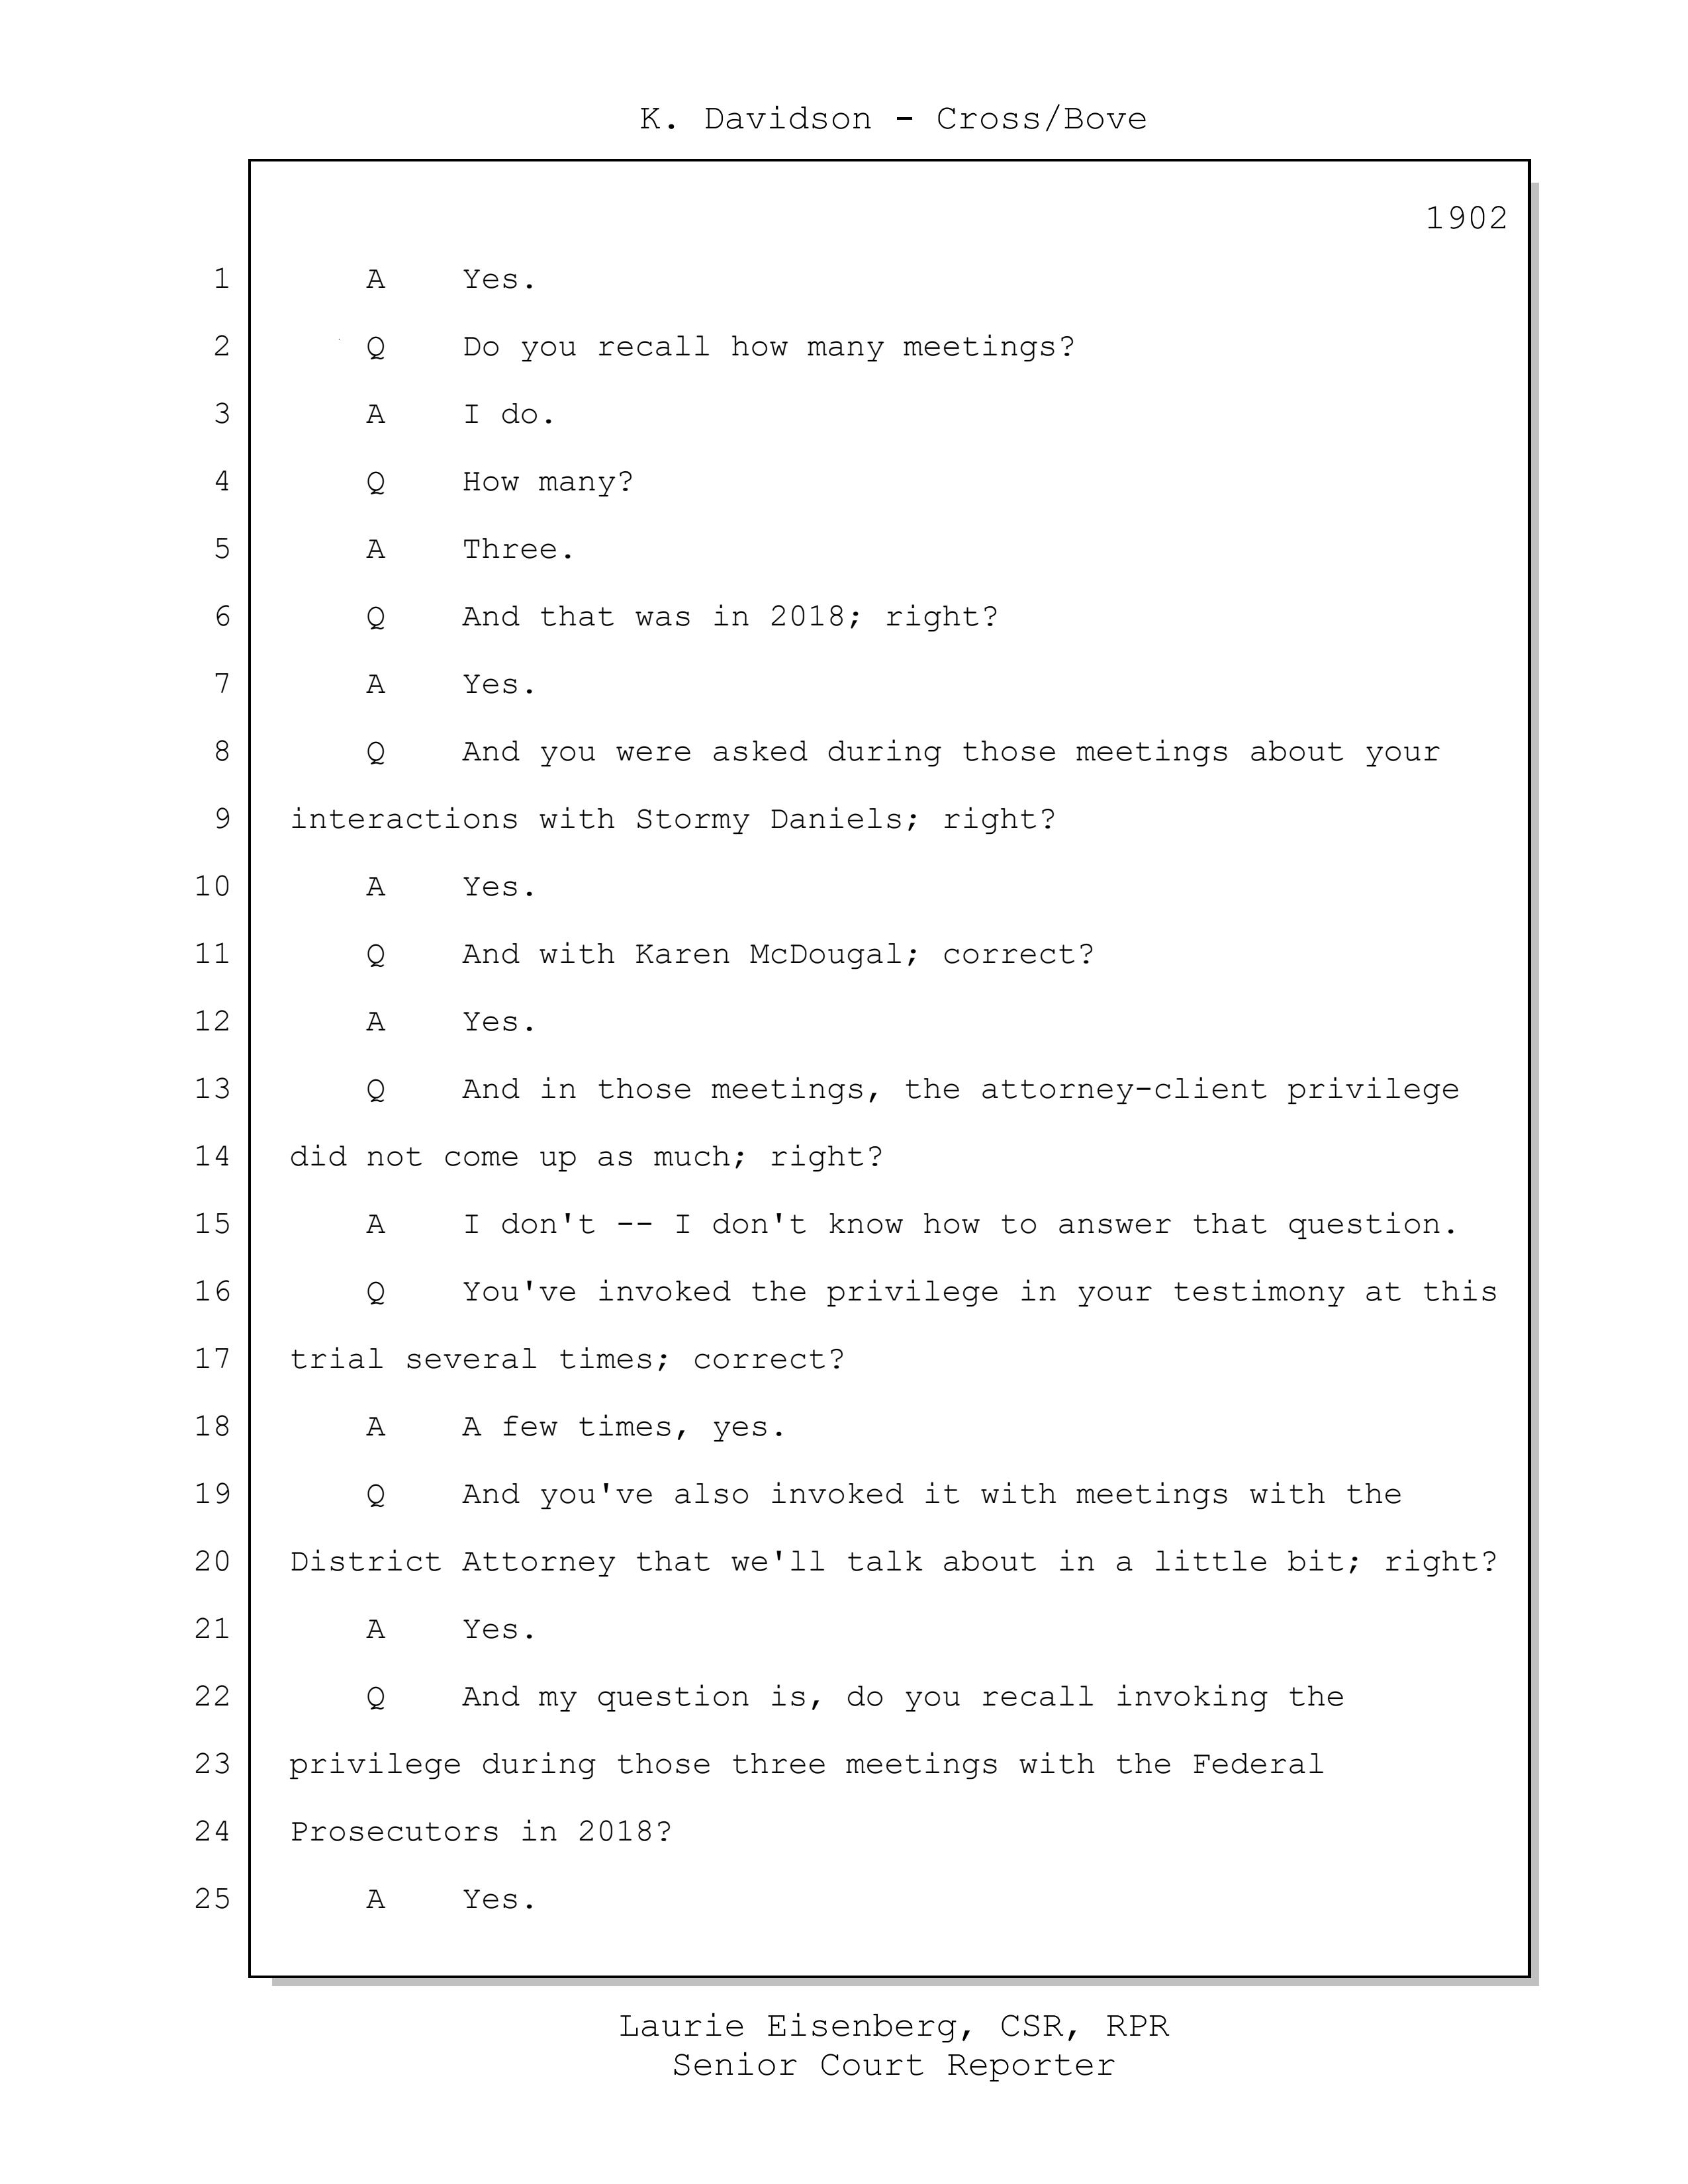 K. Davidson - Cross/Bove
1902
1 A Yes.
2 Q Do you recall how many meetings?
3 A I do.
4 Q How many?
5 A Three.
6 Q And that was in 2018; right?
7 A Yes.
8 Q And you were asked during those meetings about your
9 interactions with Stormy Daniels; right?
10 A Yes.
11 Q And with Karen McDougal; correct?
12 A Yes.
13 Q And in those meetings, the attorney-client privilege
14 did not come up as much; right?
15 A I don't -- I don't know how to answer that question.
16 Q You've invoked the privilege in your testimony at this
17 trial several times; correct?
18 A A few times, yes.
19 Q And you've also invoked it with meetings with the
20 District Attorney that we'll talk about in a little bit; right?
21 A Yes.
22 Q And my question is, do you recall invoking the
23 privilege during those three meetings with the Federal
24 Prosecutors in 2018?
25 A Yes.
Laurie Eisenberg, CSR, RPR
Senior Court Reporter